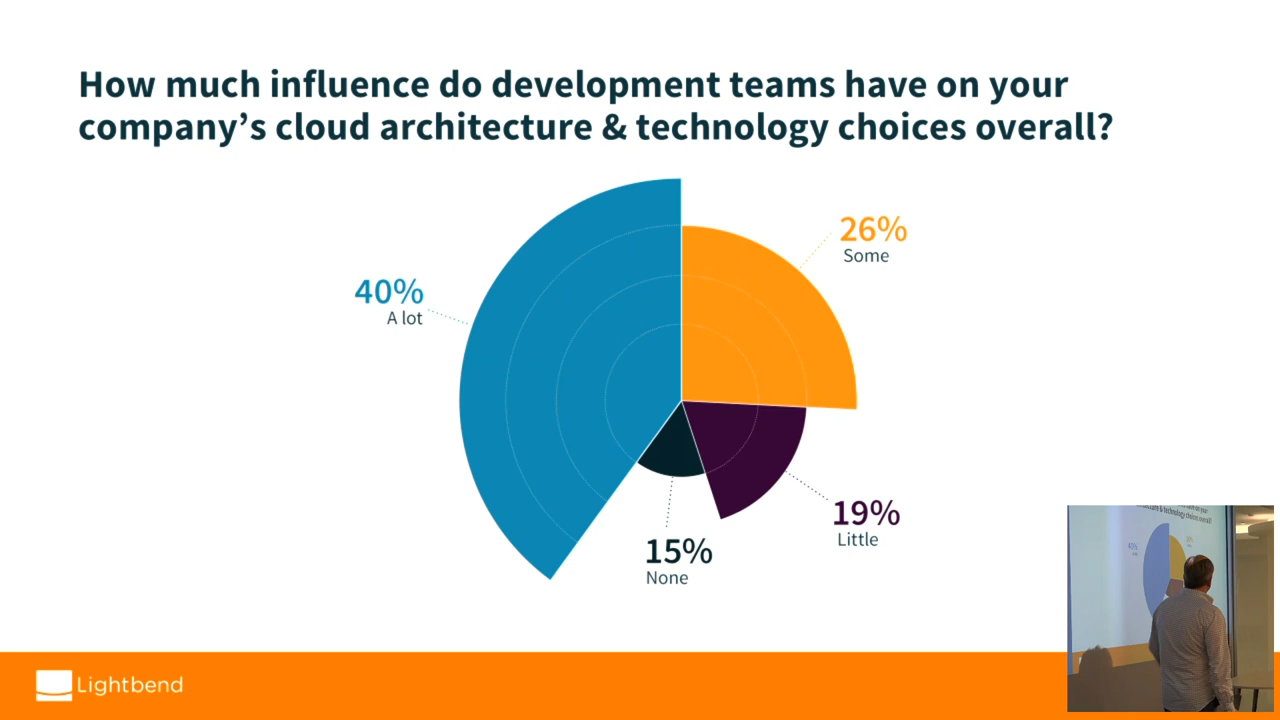 How much influence do development teams have on your
company’s cloud architecture & technology choices overall?
26%
Some
40%
A lot
19%
Little
15%
None
Lightbend